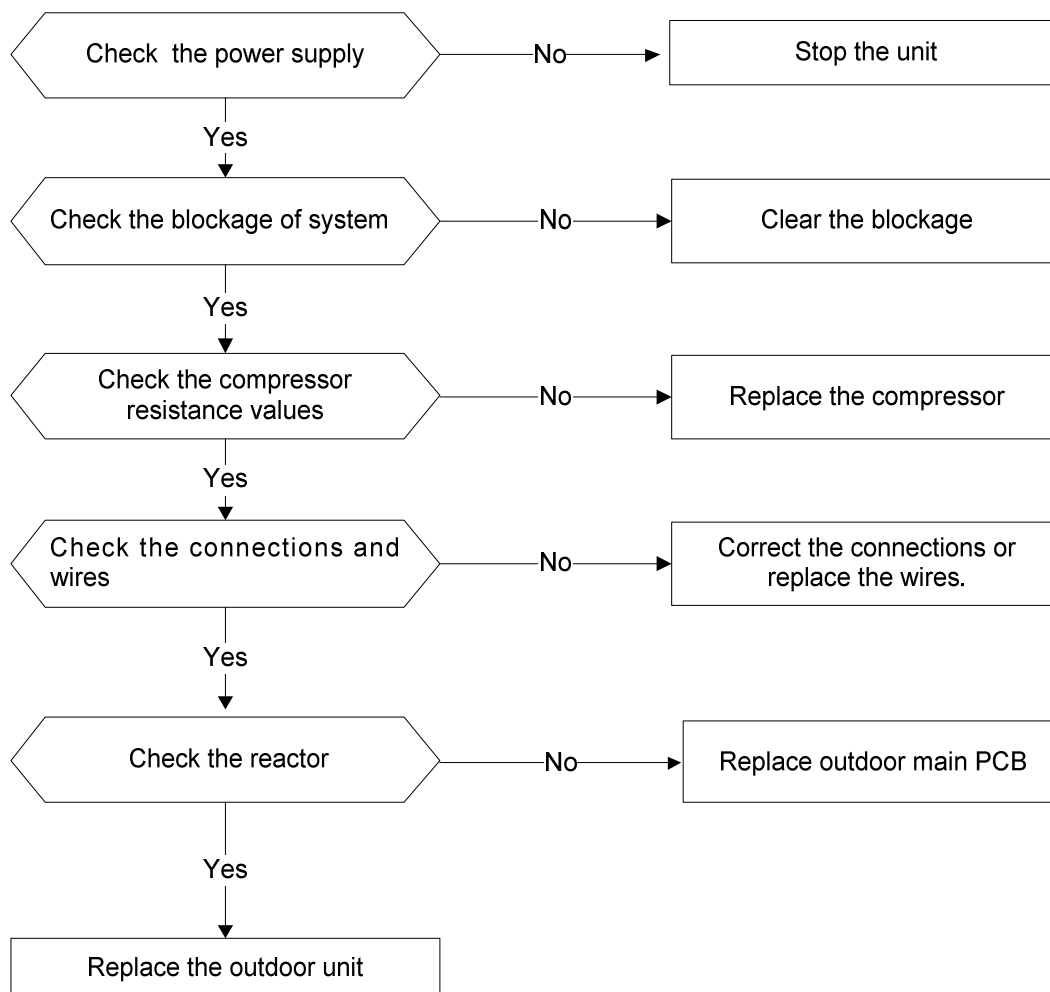 Check the power supply
No
Stop the unit
Yes
Check the blockage of system
No
Clear the blockage
Yes
Check the compressor
resistance values
No
Replace the compressor
Yes
Check the connections and
wires
No
Correct the connections or
replace the wires.
Yes
Check the reactor
No
Replace outdoor main PCB
Yes
Replace the outdoor unit